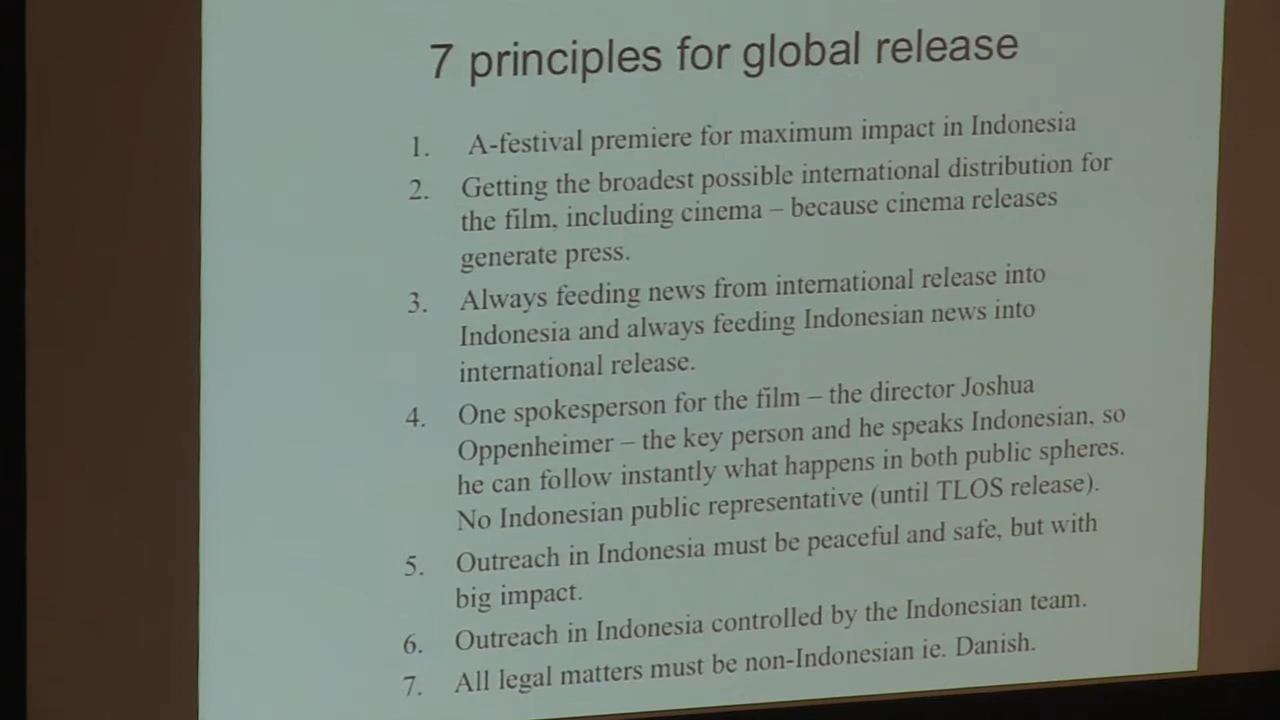 7 principles for global release
1. A-festival premiere for maximum impact in Indonesia
2. Getting the broadest possible international distribution for
the film, including cinema – because cinema releases
generate press.
3. Always feeding news from international release into
Indonesia and always feeding Indonesian news into
international release.
4. One spokesperson for the film – the director Joshua
Oppenheimer – the key person and he speaks Indonesian, so
he can follow instantly what happens in both public spheres.
No Indonesian public representative (until TLOS release).
5. Outreach in Indonesia must be peaceful and safe, but with
big impact.
6. Outreach in Indonesia controlled by the Indonesian team.
7. All legal matters must be non-Indonesian ie. Danish.